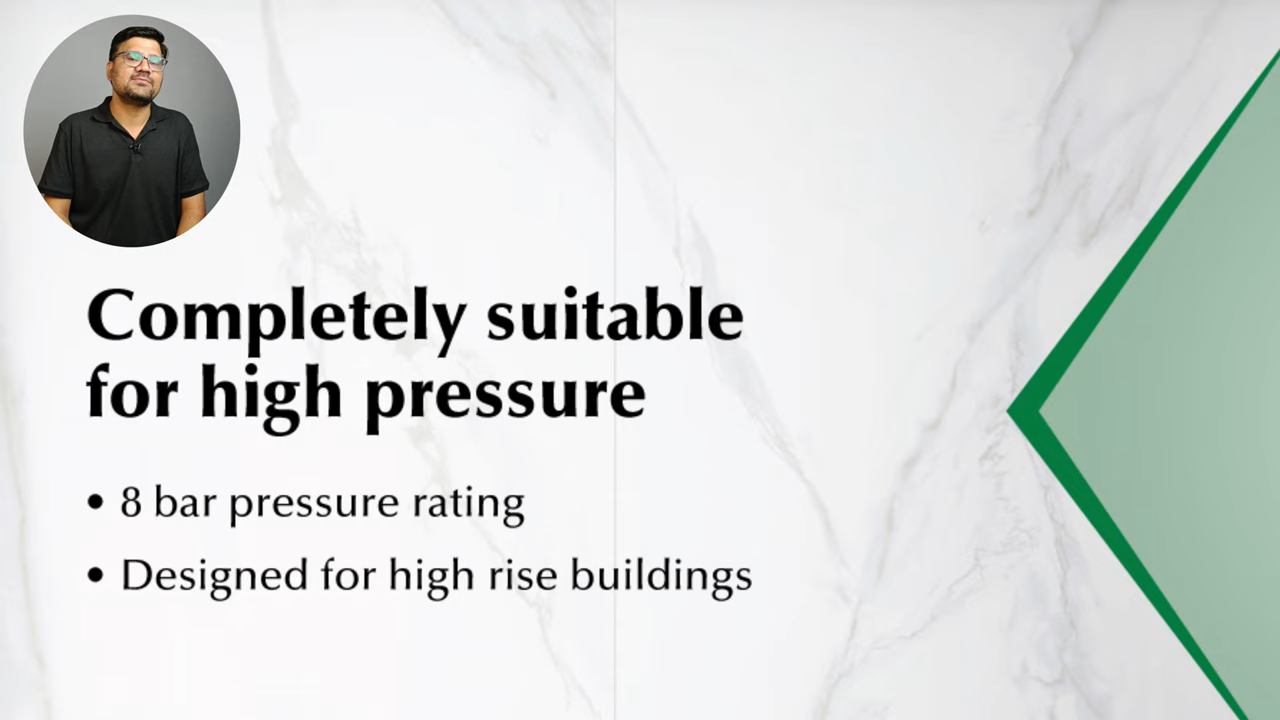 Completely suitable
for high pressure
• 8 bar pressure rating
• Designed for high rise buildings